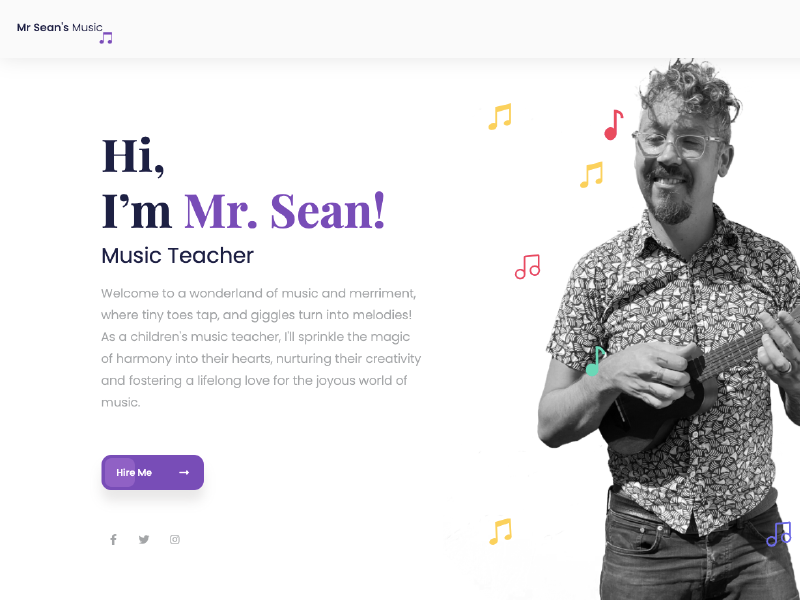 Mr Sean's Music
Hi,
I'm Mr. Sean!
Music Teacher
Welcome to a wonderland of music and merriment,
where tiny toes tap, and giggles turn into melodies!
As a children's music teacher, I'll sprinkle the magic
of harmony into their hearts, nurturing their creativity
and fostering a lifelong love for the joyous world of
music.
Hire Me